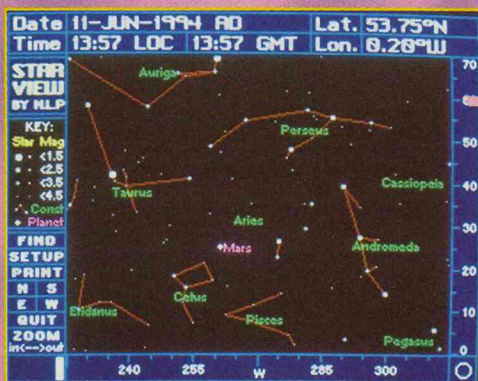 Date 11-JUN-1994 AD Lat. 53.75°N
Time 13:57 LOC 13:57 GMT Lon. 0.20°W
STAR
VIEW
BY NLP
KEY:
Star Mag
<1.5
<2.5
<3.5
<4.5
Const
Planet
FIND
SETUP
PRINT
N S
E W
QUIT
ZOOM
in<-->out
Auriga
Perseus
Taurus
Cassiopeia
Aries
Mars
Andromeda
Cetus
Eridanus
Pisces
Pegasus
70
60
50
40
30
20
10
0
240 255 W 285 300